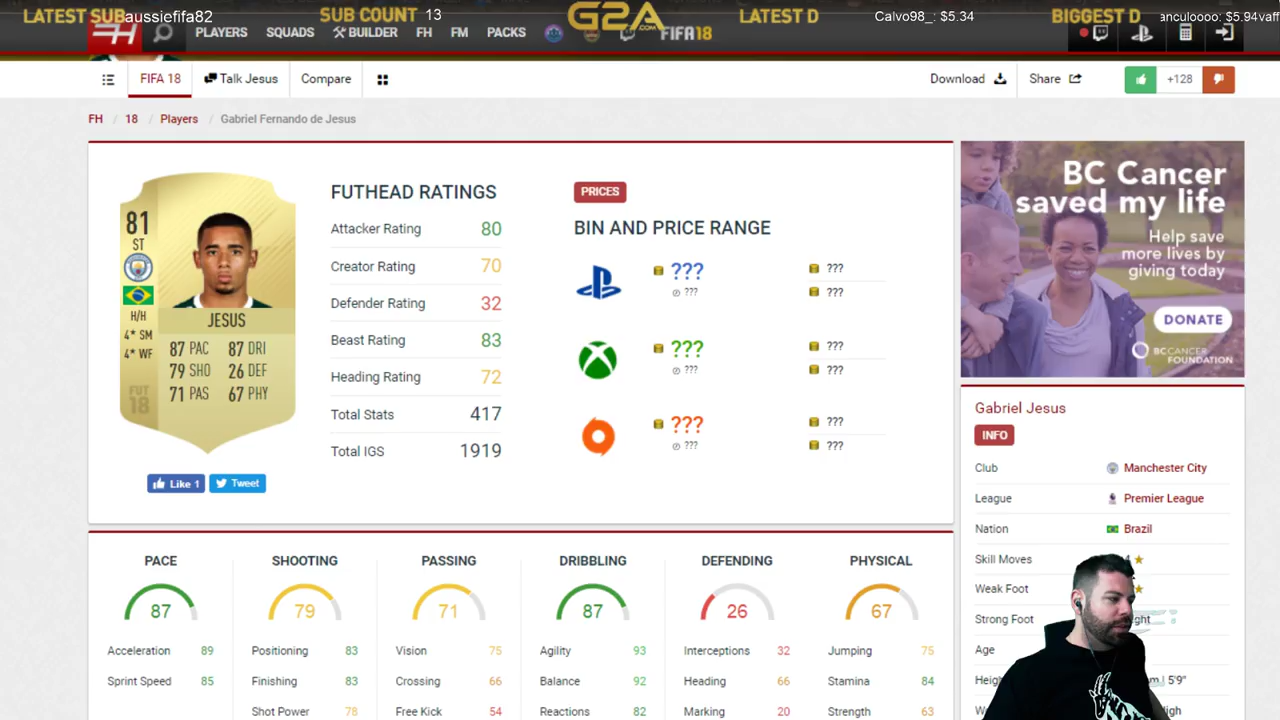 LATEST SUB aussiefifa82 SUB COUNT 13 G2A.COM LATEST D Calvo98_: $5.34 BIGGEST D anculoooo: $5.94
FH PLAYERS SQUADS BUILDER FH FM PACKS FIFA18
FIFA 18 Talk Jesus Compare Download Share +128
FH / 18 / Players / Gabriel Fernando de Jesus
81
ST
H/H
4* SM
4* WF
FUT
18
JESUS
87 PAC 87 DRI
79 SHO 26 DEF
71 PAS 67 PHY
Like 1 Tweet
FUTHEAD RATINGS
Attacker Rating 80
Creator Rating 70
Defender Rating 32
Beast Rating 83
Heading Rating 72
Total Stats 417
Total IGS 1919
PRICES
BIN AND PRICE RANGE
??? ???
??? ???
??? ???
??? ???
??? ???
??? ???
BC Cancer
saved my life
Help save
more lives by
giving today
DONATE
BC CANCER
FOUNDATION
Gabriel Jesus
INFO
Club Manchester City
League Premier League
Nation Brazil
Skill Moves
Weak Foot
Strong Foot
Age
5'9"
PACE SHOOTING PASSING DRIBBLING DEFENDING PHYSICAL
87 79 71 87 26 67
Acceleration 89 Positioning 83 Vision 75 Agility 93 Interceptions 32 Jumping 75
Sprint Speed 85 Finishing 83 Crossing 66 Balance 92 Heading 66 Stamina 84
Shot Power 78 Free Kick 54 Reactions 82 Marking 20 Strength 63